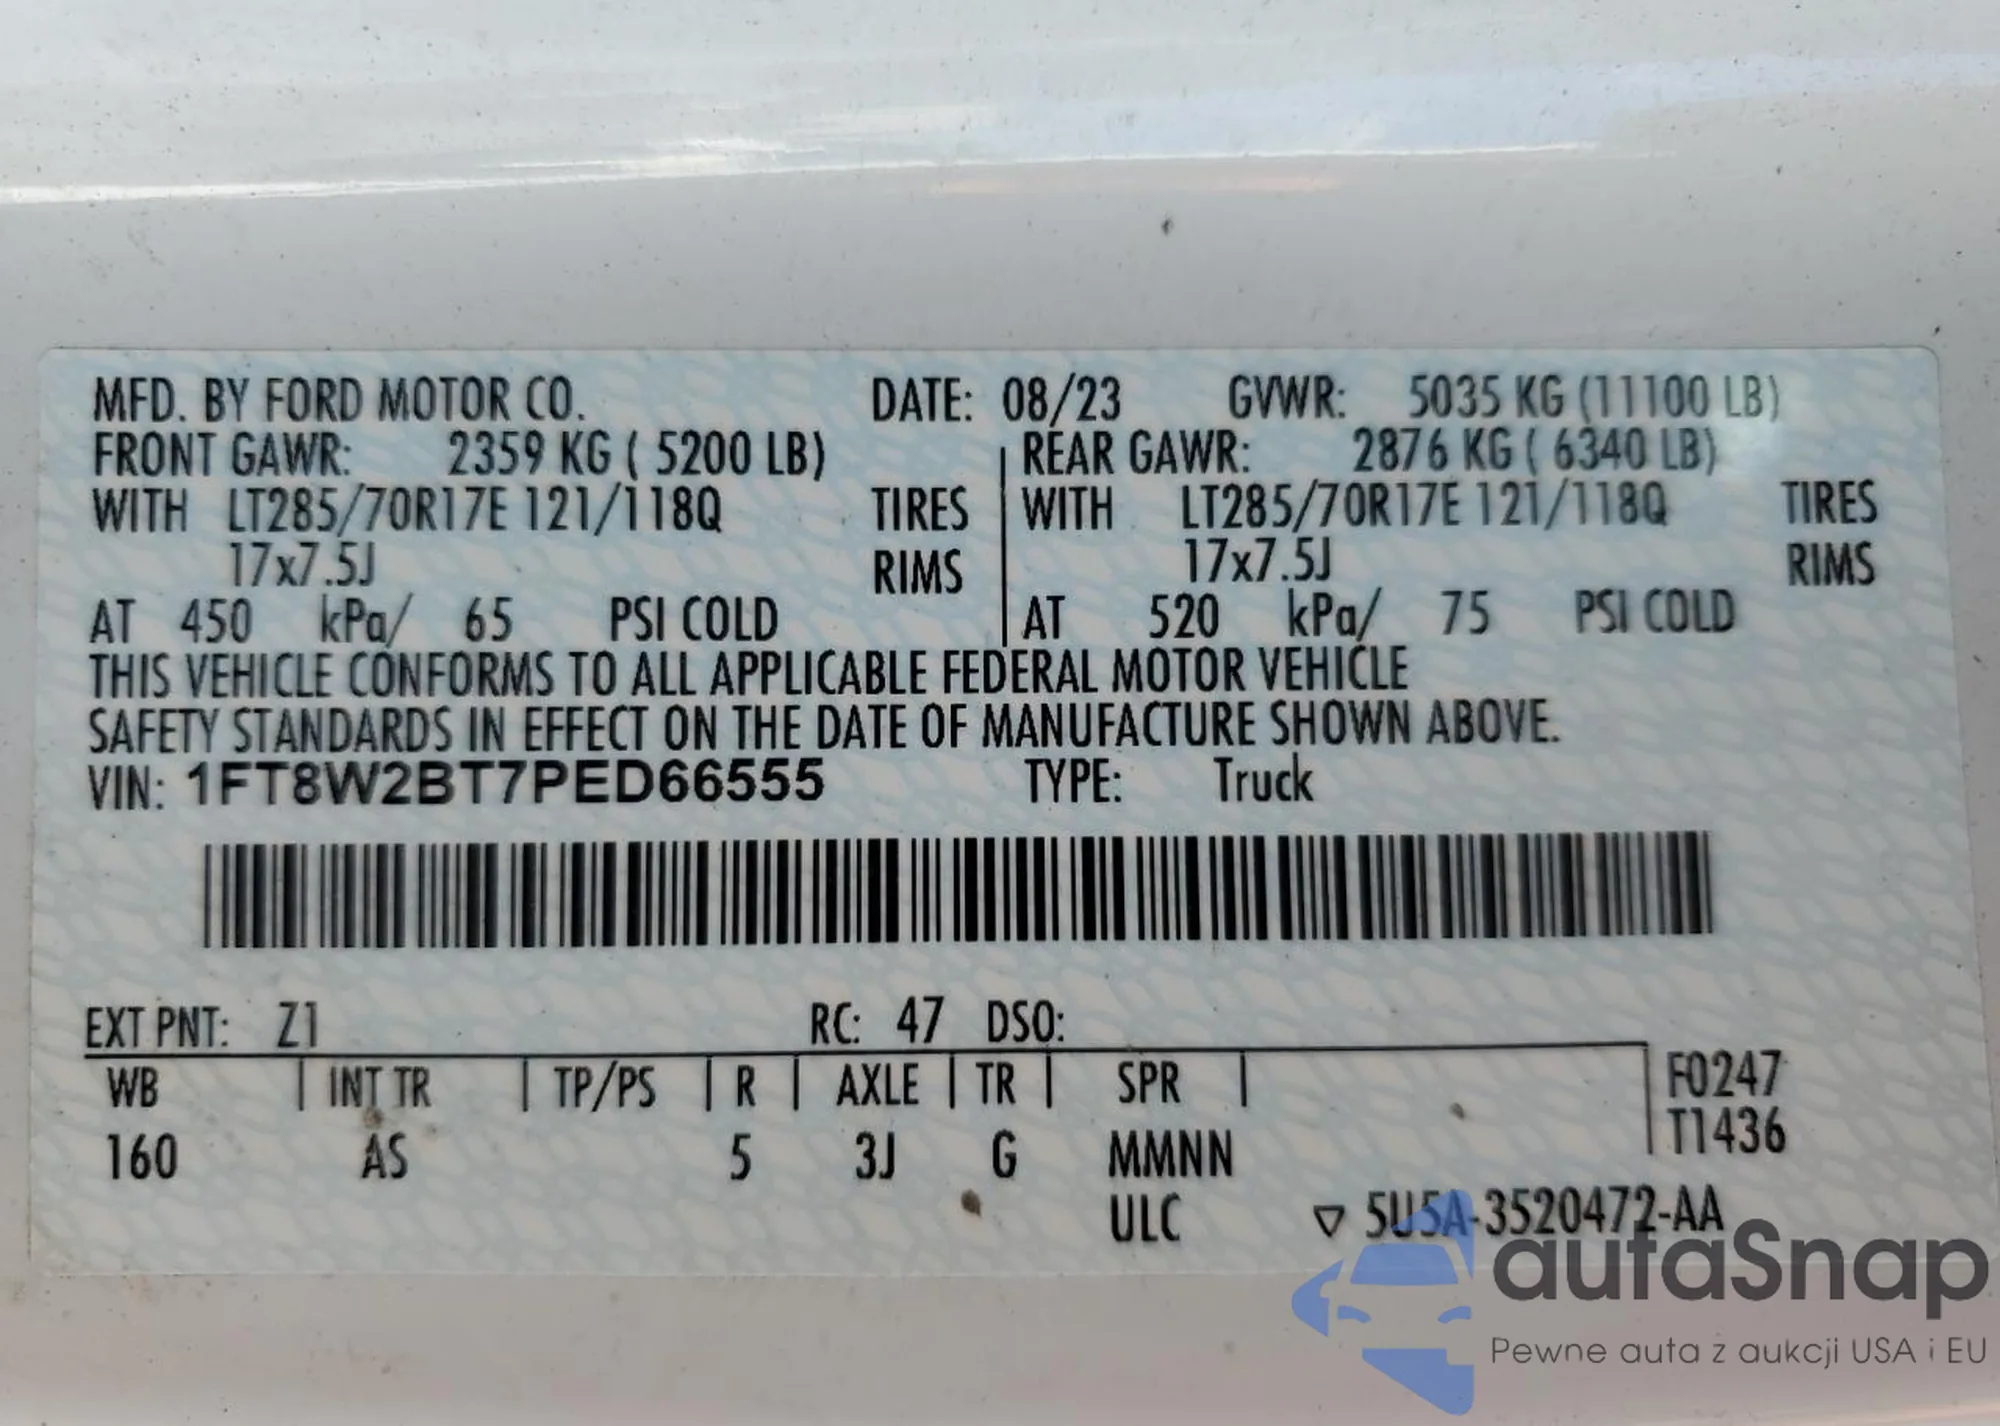 MFD. BY FORD MOTOR CO. DATE: 08/23 GVWR: 5035 KG (11100 LB)
FRONT GAWR: 2359 KG ( 5200 LB) REAR GAWR: 2876 KG ( 6340 LB)
WITH LT285/70R17E 121/118Q TIRES WITH LT285/70R17E 121/118Q TIRES
17x7.5J RIMS 17x7.5J RIMS
AT 450 kPa/ 65 PSI COLD AT 520 kPa/ 75 PSI COLD
THIS VEHICLE CONFORMS TO ALL APPLICABLE FEDERAL MOTOR VEHICLE
SAFETY STANDARDS IN EFFECT ON THE DATE OF MANUFACTURE SHOWN ABOVE.
VIN: 1FT8W2BT7PED66555 TYPE: Truck
EXT PNT: Z1 RC: 47 DSO:
WB INT TR TP/PS R AXLE TR SPR F0247
T1436
160 AS 5 3J G MMNN
ULC ▽ 5U5A-3520472-AA
autaSnap
Pewne auta z aukcji USA i EU